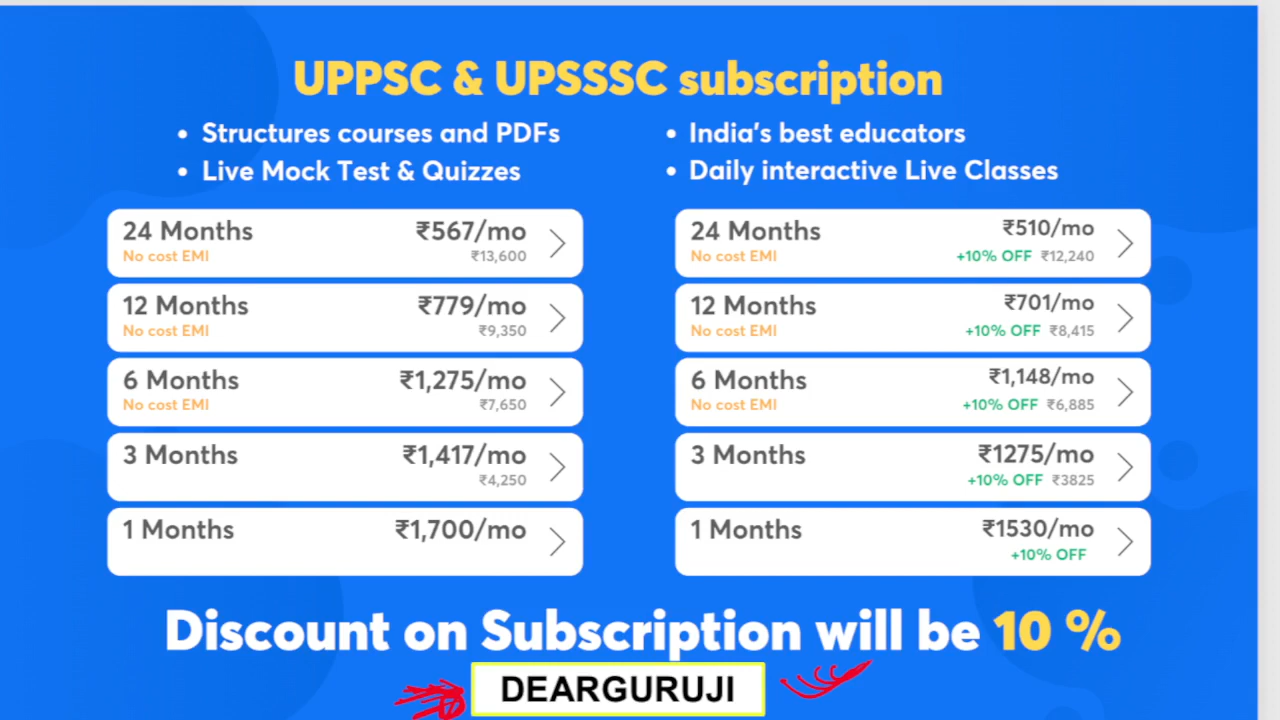 UPPSC & UPSSSC subscription
• Structures courses and PDFs
• Live Mock Test & Quizzes
• India's best educators
• Daily interactive Live Classes
24 Months ₹567/mo
No cost EMI ₹13,600
12 Months ₹779/mo
No cost EMI ₹9,350
6 Months ₹1,275/mo
No cost EMI ₹7,650
3 Months ₹1,417/mo
₹4,250
1 Months ₹1,700/mo
24 Months ₹510/mo
No cost EMI +10% OFF ₹12,240
12 Months ₹701/mo
No cost EMI +10% OFF ₹8,415
6 Months ₹1,148/mo
No cost EMI +10% OFF ₹6,885
3 Months ₹1275/mo
+10% OFF ₹3825
1 Months ₹1530/mo
+10% OFF
Discount on Subscription will be 10 %
DEARGURUJI